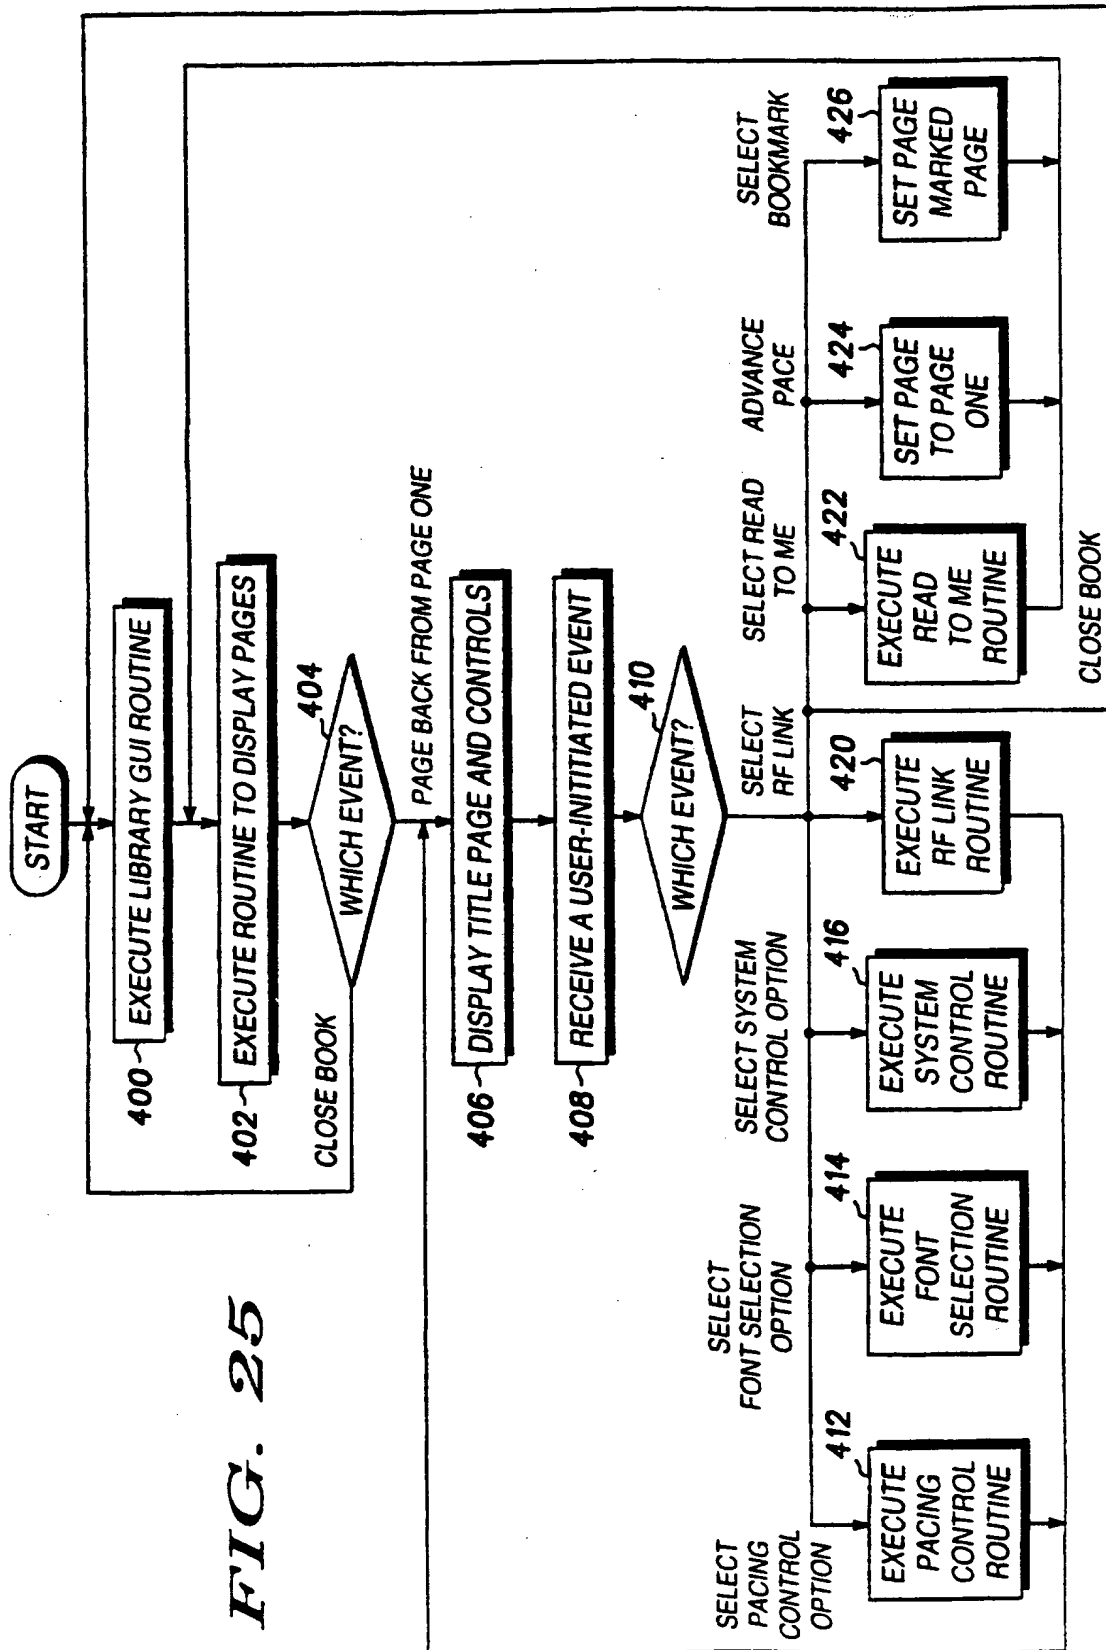 FIG. 25
START
EXECUTE LIBRARY GUI ROUTINE
400
EXECUTE ROUTINE TO DISPLAY PAGES
402
WHICH EVENT?
404
CLOSE BOOK
PAGE BACK FROM PAGE ONE
DISPLAY TITLE PAGE AND CONTROLS
406
RECEIVE A USER-INITITIATED EVENT
408
WHICH EVENT?
410
SELECT
PACING
CONTROL
OPTION
412
EXECUTE
PACING
CONTROL
ROUTINE
SELECT
FONT SELECTION
OPTION
414
EXECUTE
FONT
SELECTION
ROUTINE
SELECT SYSTEM
CONTROL OPTION
416
EXECUTE
SYSTEM
CONTROL
ROUTINE
SELECT
RF LINK
420
EXECUTE
RF LINK
ROUTINE
SELECT READ
TO ME
422
EXECUTE
READ
TO ME
ROUTINE
ADVANCE
PACE
424
SET PAGE
TO PAGE
ONE
SELECT
BOOKMARK
426
SET PAGE
MARKED
PAGE
CLOSE BOOK